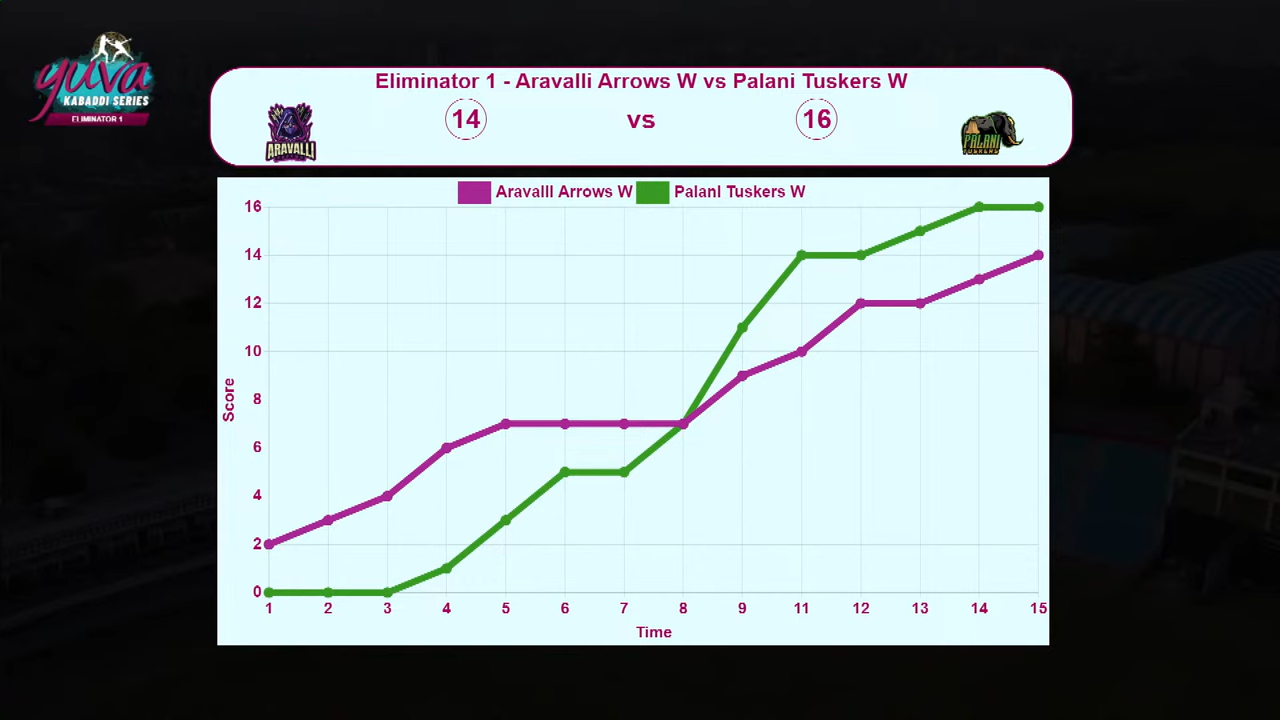 yuva
KABADDI SERIES
ELIMINATOR 1
Eliminator 1 - Aravalli Arrows W vs Palani Tuskers W
14 vs 16
ARAVALLI
PALANI
TUSKERS
Aravalli Arrows W Palani Tuskers W
16
14
12
10
8
6
4
2
0
Score
1 2 3 4 5 6 7 8 9 11 12 13 14 15
Time